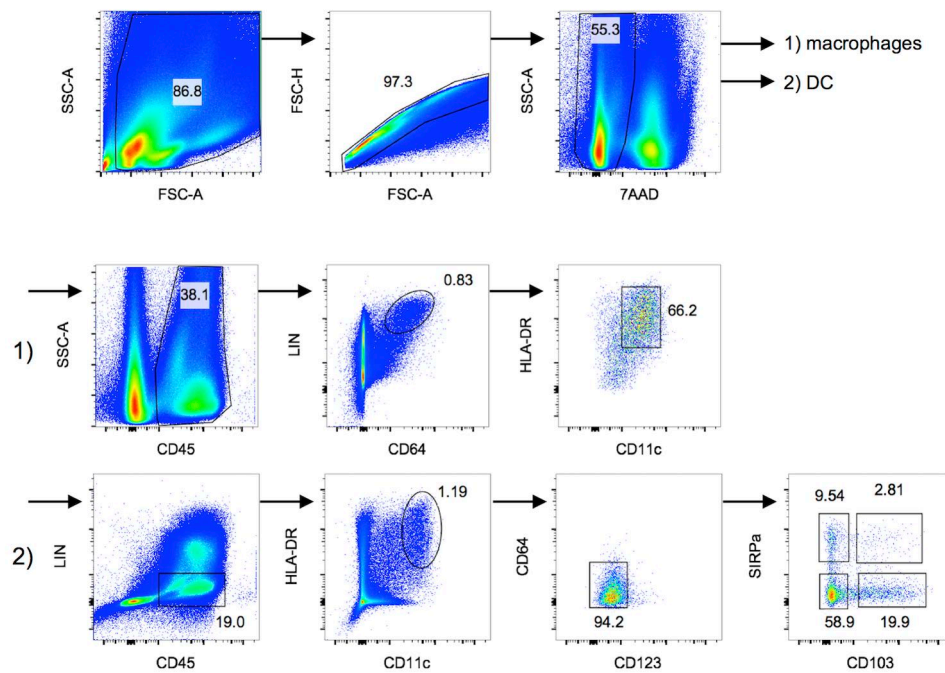 SSC-A
86.8
FSC-A
FSC-H
97.3
FSC-A
SSC-A
55.3
7AAD
1) macrophages
2) DC
1)
SSC-A
38.1
CD45
LIN
0.83
CD64
HLA-DR
66.2
CD11c
2)
LIN
19.0
CD45
HLA-DR
1.19
CD11c
CD64
94.2
CD123
SIRPa
9.54
2.81
58.9
19.9
CD103